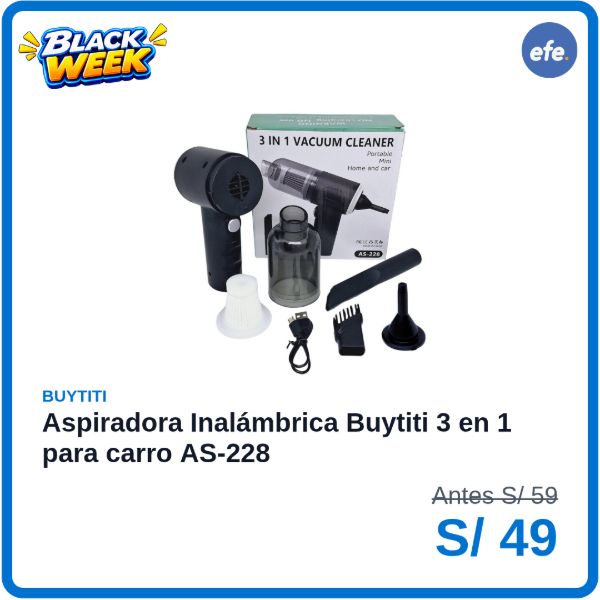 BLACK
WEEK
efe.
3 IN 1 VACUUM CLEANER
Portable
Mini
Home and car
AS-228
BUYTITI
Aspiradora Inalámbrica Buytiti 3 en 1
para carro AS-228
Antes S/ 59
S/ 49